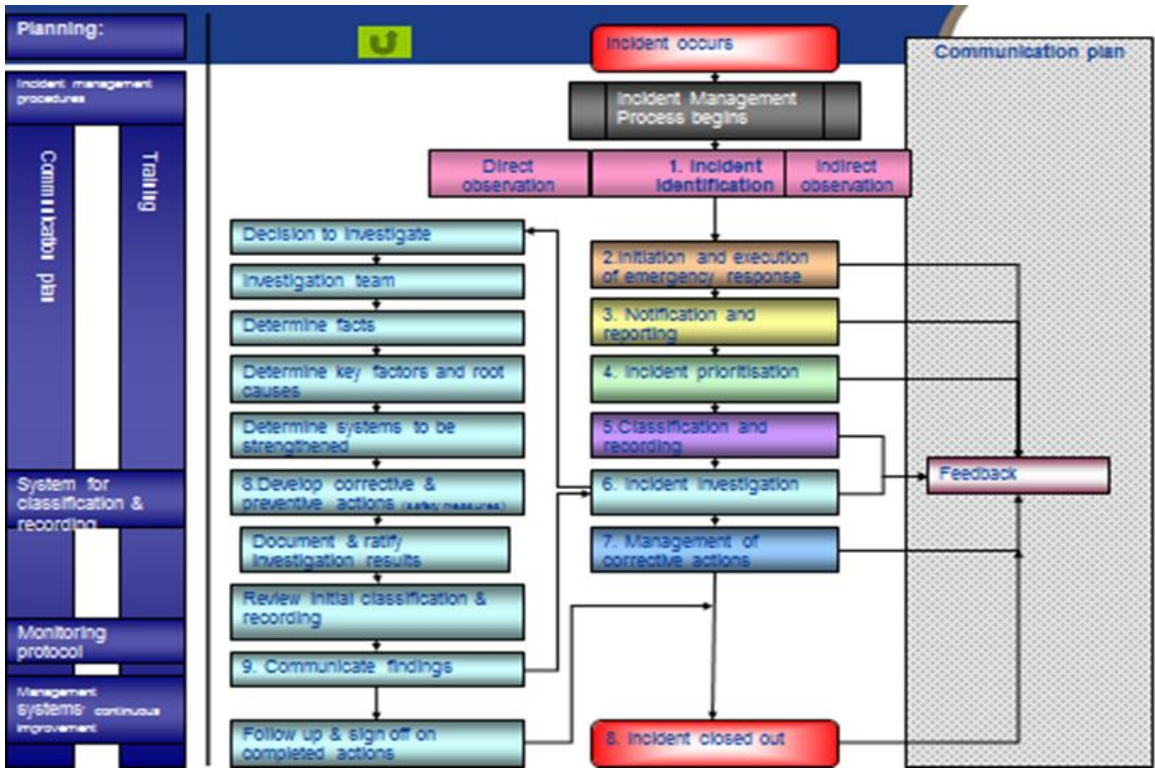 Planning:
Incident management
procedures
Communication plan
Training
System for
classification &
recording
Monitoring
protocol
Management
systems- continuous
improvement
Incident occurs
Incident Management
Process begins
Direct
observation
1. Incident
Identification
Indirect
observation
2.Initiation and execution
of emergency response
3. Notification and
reporting
4. Incident prioritisation
5.Classification and
recording
6. Incident investigation
7. Management of
corrective actions
8. Incident closed out
Decision to investigate
Investigation team
Determine facts
Determine key factors and root
causes
Determine systems to be
strengthened
8.Develop corrective &
preventive actions (safety measures)
Document & ratify
investigation results
Review initial classification &
recording
9. Communicate findings
Follow up & sign off on
completed actions
Communication plan
Feedback